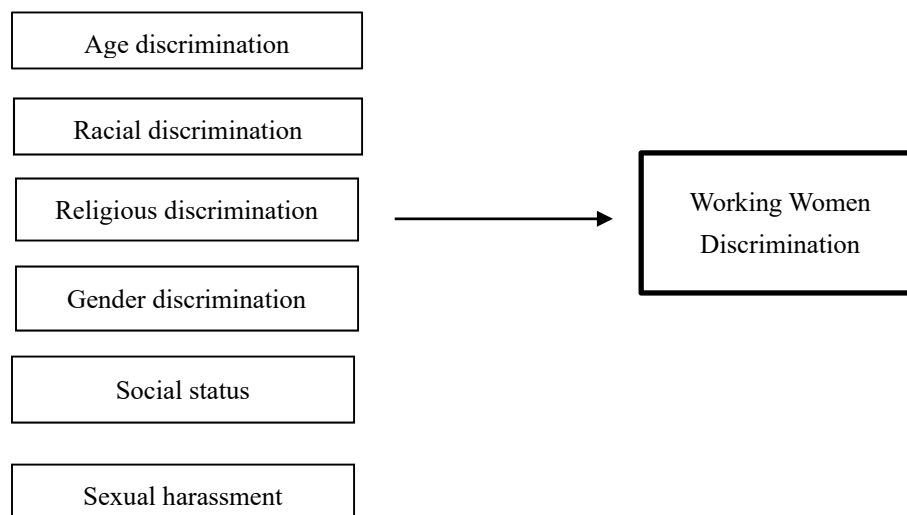 Age discrimination
Racial discrimination
Religious discrimination
Gender discrimination
Social status
Sexual harassment
Working Women
Discrimination